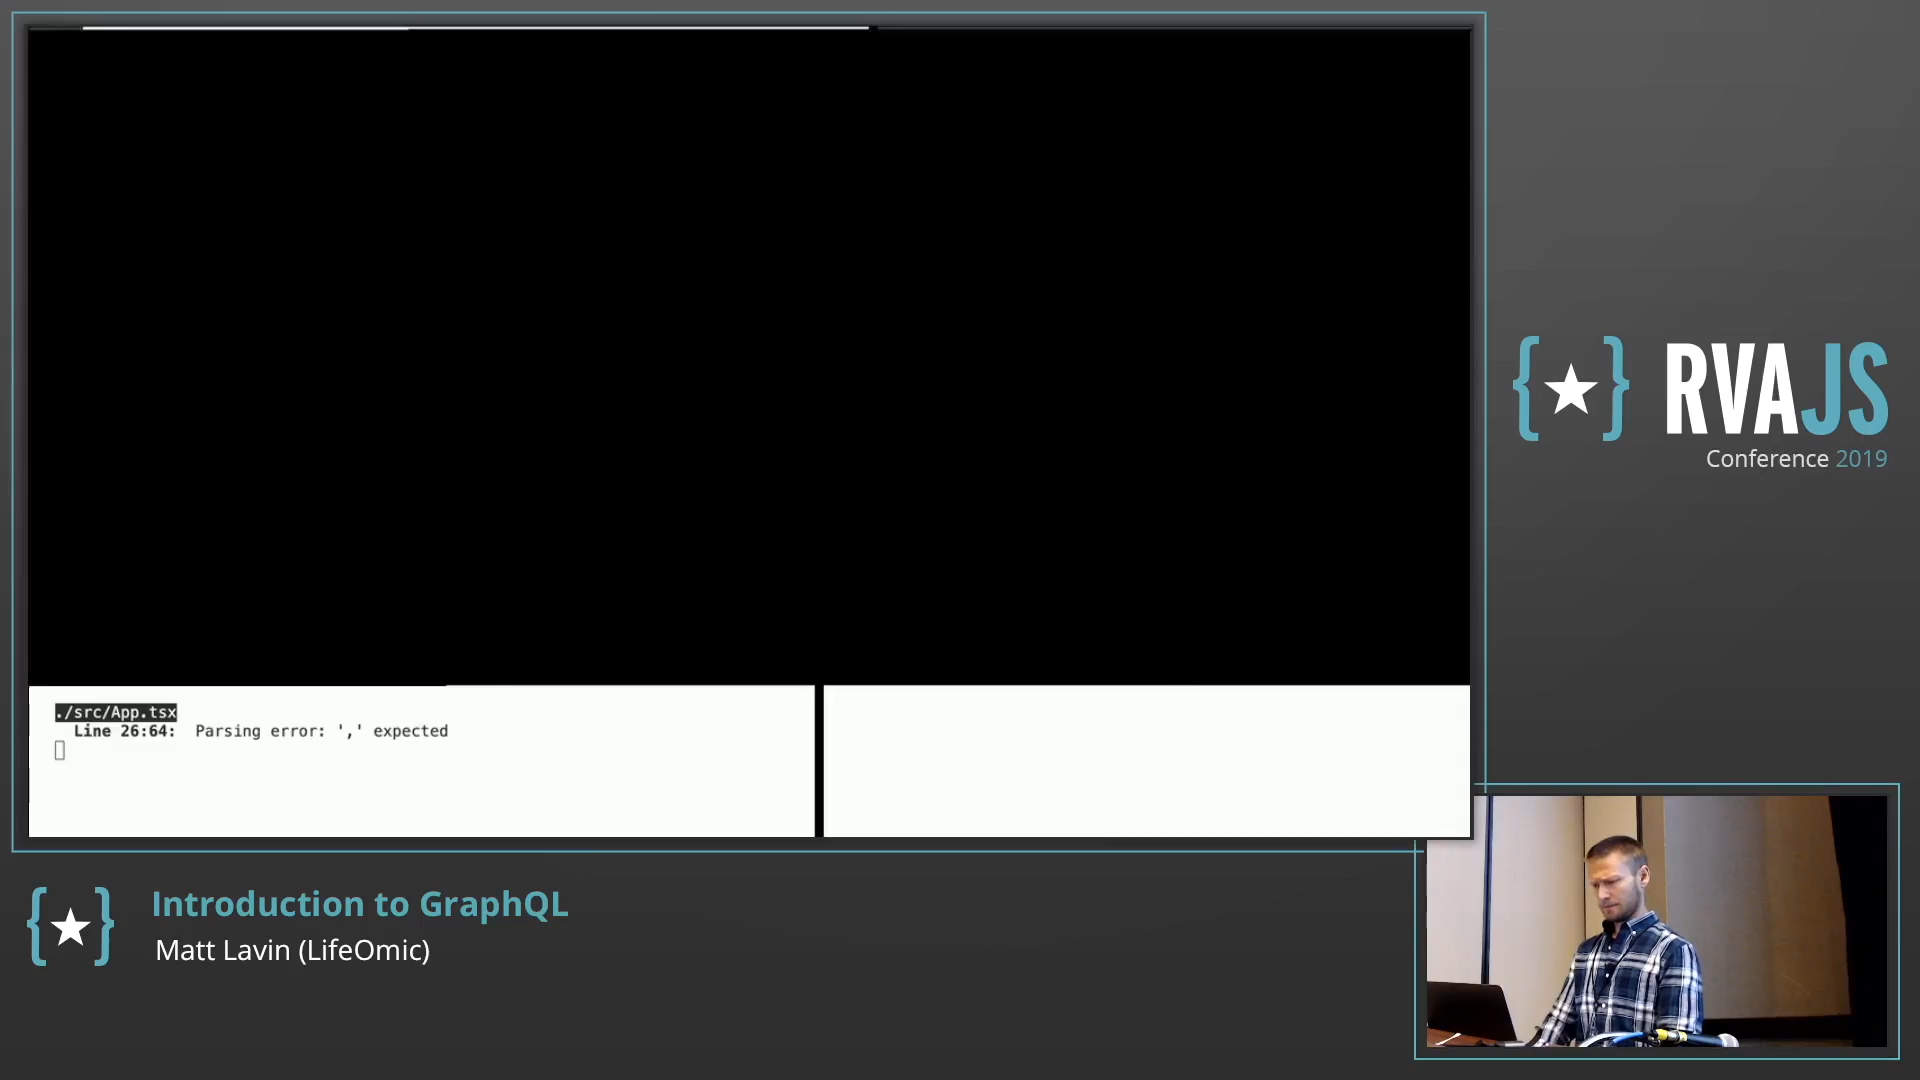 ./src/App.tsx
Line 26:64: Parsing error: ',' expected
RVAJS
Conference 2019
Introduction to GraphQL
Matt Lavin (LifeOmic)